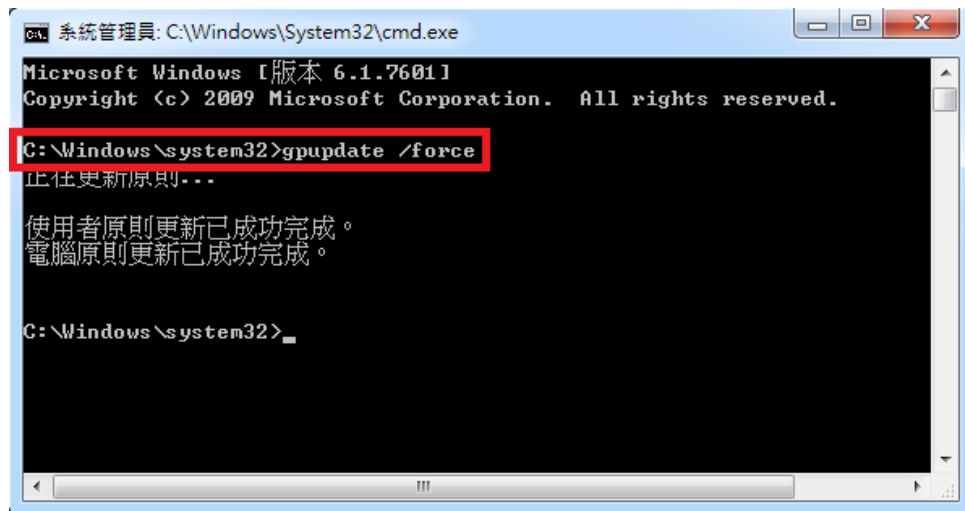 系統管理員: C:\Windows\System32\cmd.exe
Microsoft Windows [版本 6.1.7601]
Copyright (c) 2009 Microsoft Corporation.  All rights reserved.
C:\Windows\system32>gpupdate /force
正在更新原則...
使用者原則更新已成功完成。
電腦原則更新已成功完成。
C:\Windows\system32>_